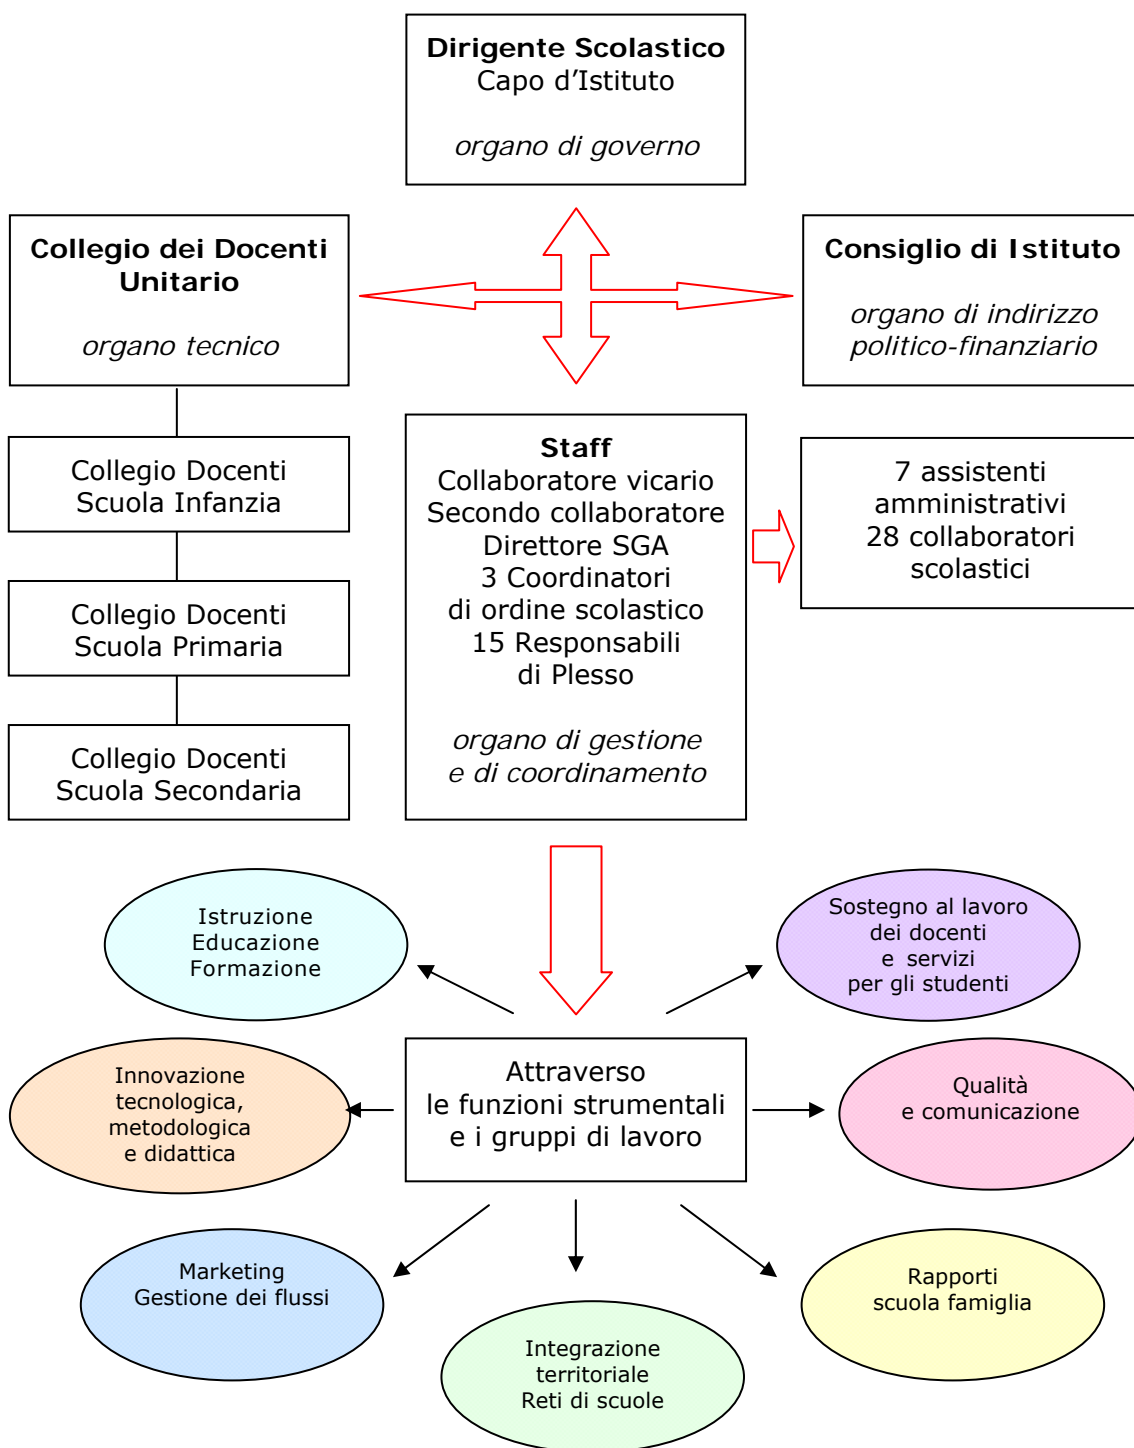 Dirigente Scolastico
Capo d'Istituto
organo di governo
Collegio dei Docenti
Unitario
organo tecnico
Consiglio di Istituto
organo di indirizzo
politico-finanziario
Collegio Docenti
Scuola Infanzia
Collegio Docenti
Scuola Primaria
Collegio Docenti
Scuola Secondaria
Staff
Collaboratore vicario
Secondo collaboratore
Direttore SGA
3 Coordinatori
di ordine scolastico
15 Responsabili
di Plesso
organo di gestione
e di coordinamento
7 assistenti
amministrativi
28 collaboratori
scolastici
Istruzione
Educazione
Formazione
Sostegno al lavoro
dei docenti
e servizi
per gli studenti
Innovazione
tecnologica,
metodologica
e didattica
Attraverso
le funzioni strumentali
e i gruppi di lavoro
Qualità
e comunicazione
Marketing
Gestione dei flussi
Integrazione
territoriale
Reti di scuole
Rapporti
scuola famiglia